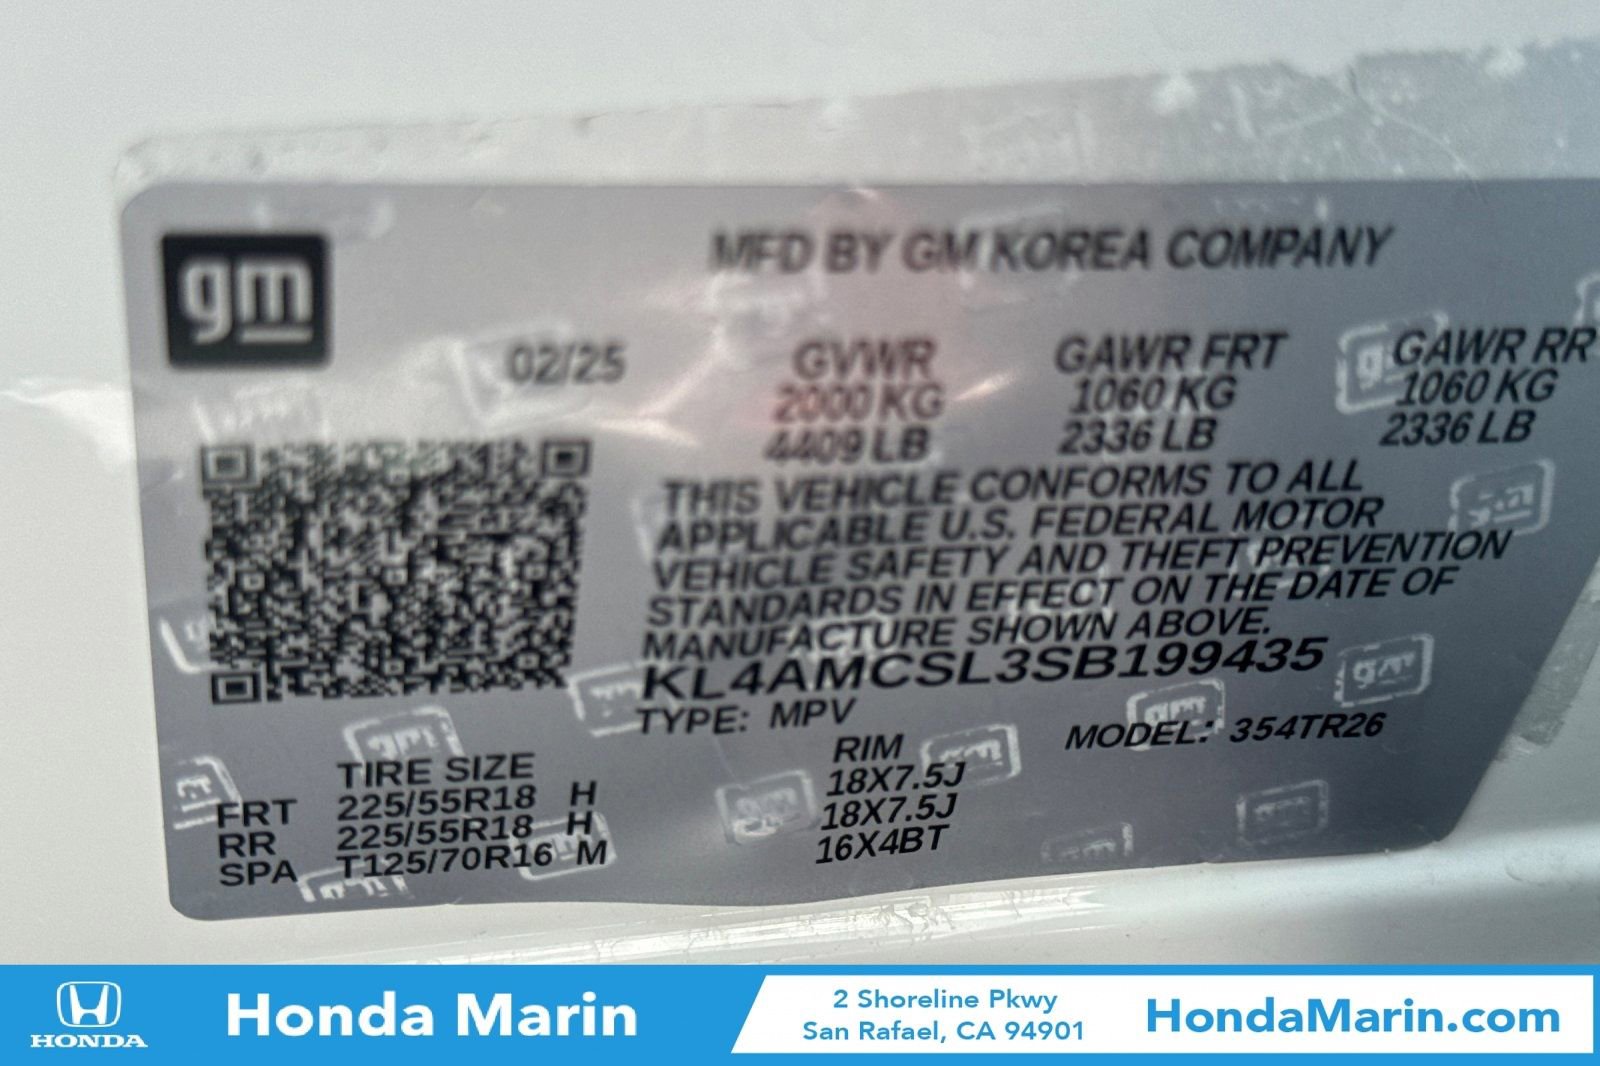 gm
MFD BY GM KOREA COMPANY
02/25 GVWR GAWR FRT GAWR RR
2000 KG 1060 KG 1060 KG
4409 LB 2336 LB 2336 LB
THIS VEHICLE CONFORMS TO ALL
APPLICABLE U.S. FEDERAL MOTOR
VEHICLE SAFETY AND THEFT PREVENTION
STANDARDS IN EFFECT ON THE DATE OF
MANUFACTURE SHOWN ABOVE.
KL4AMCSL3SB199435
TYPE: MPV MODEL: 354TR26
TIRE SIZE RIM
FRT 225/55R18 H 18X7.5J
RR 225/55R18 H 18X7.5J
SPA T125/70R16 M 16X4BT
HONDA
Honda Marin
2 Shoreline Pkwy
San Rafael, CA 94901
HondaMarin.com